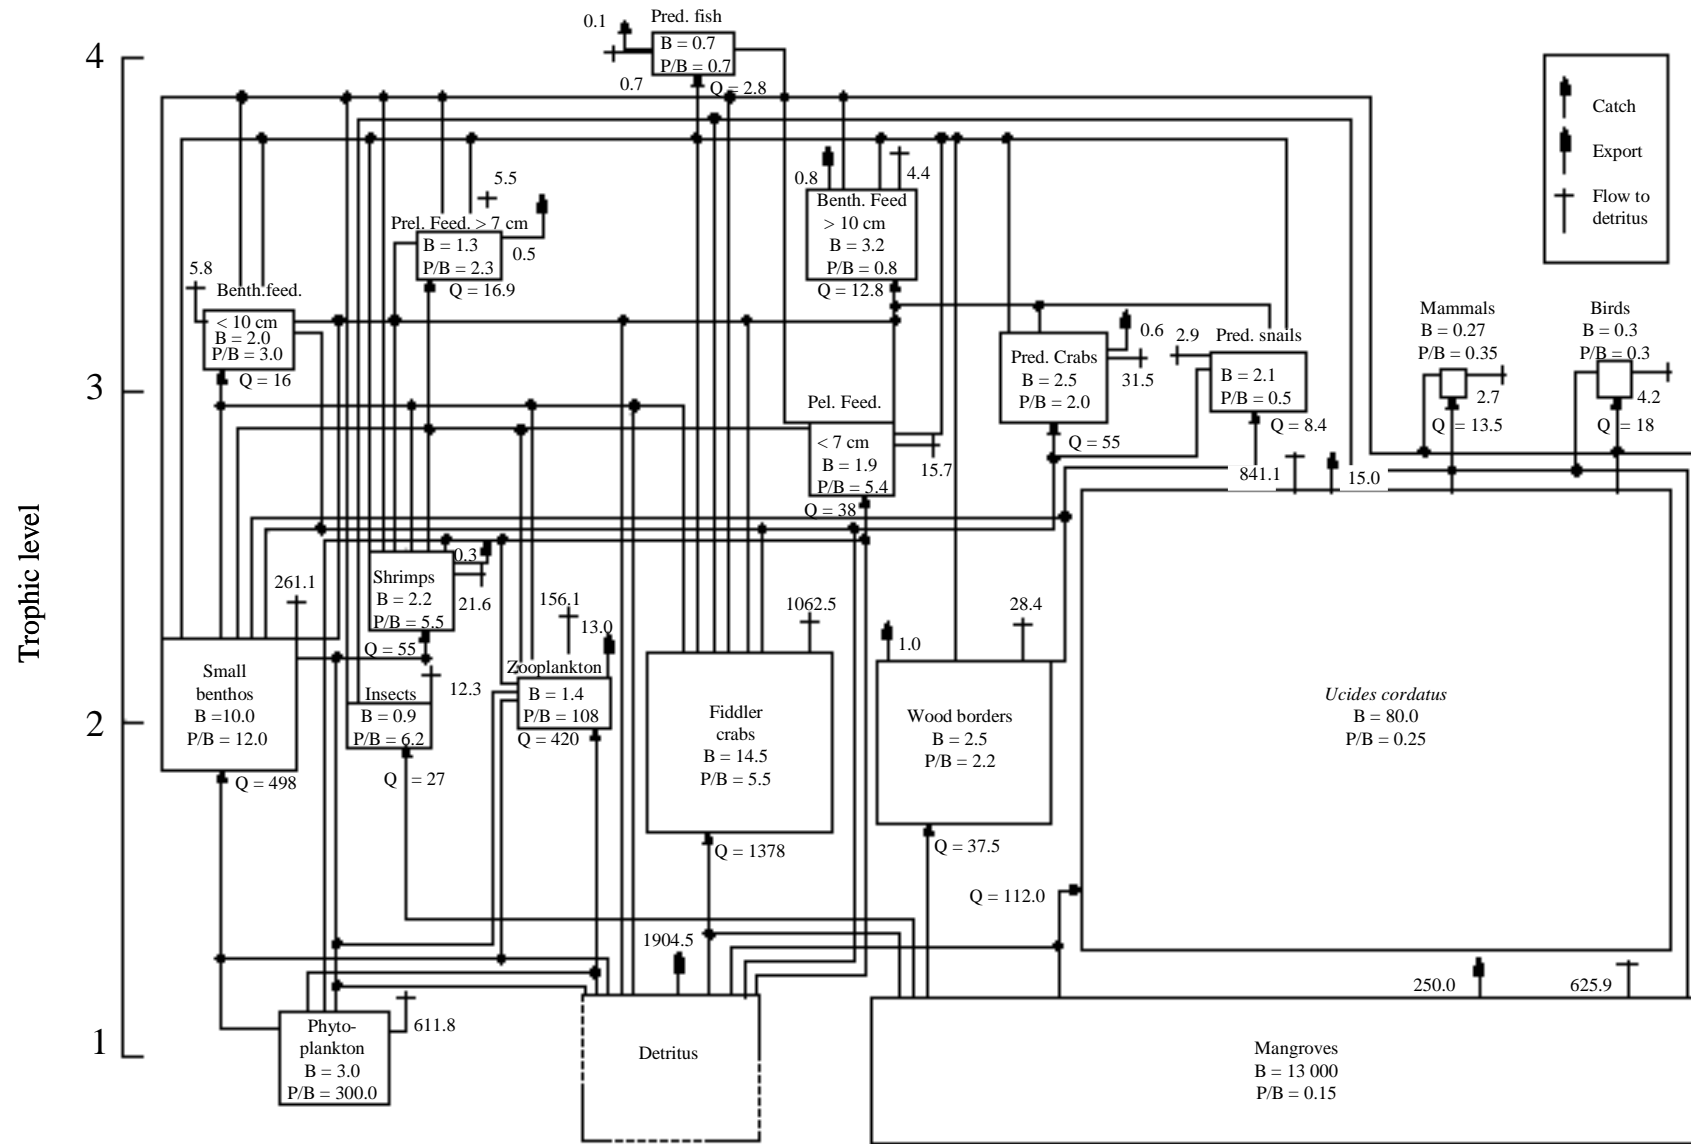 Pred. fish
0.1
B = 0.7
P/B = 0.7
0.7
Q = 2.8
4
Catch
Export
Flow to
detritus
5.5
0.8
4.4
Benth. Feed
> 10 cm
B = 3.2
P/B = 0.8
Q = 12.8
Prel. Feed. > 7 cm
B = 1.3
P/B = 2.3
0.5
Q = 16.9
5.8
Benth.feed.
< 10 cm
B = 2.0
P/B = 3.0
Q = 16
Pred. Crabs
B = 2.5
P/B = 2.0
0.6
31.5
Q = 55
2.9
Pred. snails
B = 2.1
P/B = 0.5
Q = 8.4
Mammals
B = 0.27
P/B = 0.35
2.7
Q = 13.5
Birds
B = 0.3
P/B = 0.3
4.2
Q = 18
3
Pel. Feed.
< 7 cm
B = 1.9
P/B = 5.4
15.7
Q = 38
841.1
15.0
Trophic level
261.1
Shrimps
B = 2.2
P/B = 5.5
0.3
21.6
Q = 55
156.1
13.0
1062.5
28.4
1.0
Small
benthos
B =10.0
P/B = 12.0
Q = 498
12.3
Insects
B = 0.9
P/B = 6.2
Q = 27
Zooplankton
B = 1.4
P/B = 108
Q = 420
Fiddler
crabs
B = 14.5
P/B = 5.5
Q = 1378
Wood borders
B = 2.5
P/B = 2.2
Q = 37.5
Ucides cordatus
B = 80.0
P/B = 0.25
Q = 112.0
2
1904.5
250.0
625.9
611.8
1
Phyto-
plankton
B = 3.0
P/B = 300.0
Detritus
Mangroves
B = 13 000
P/B = 0.15